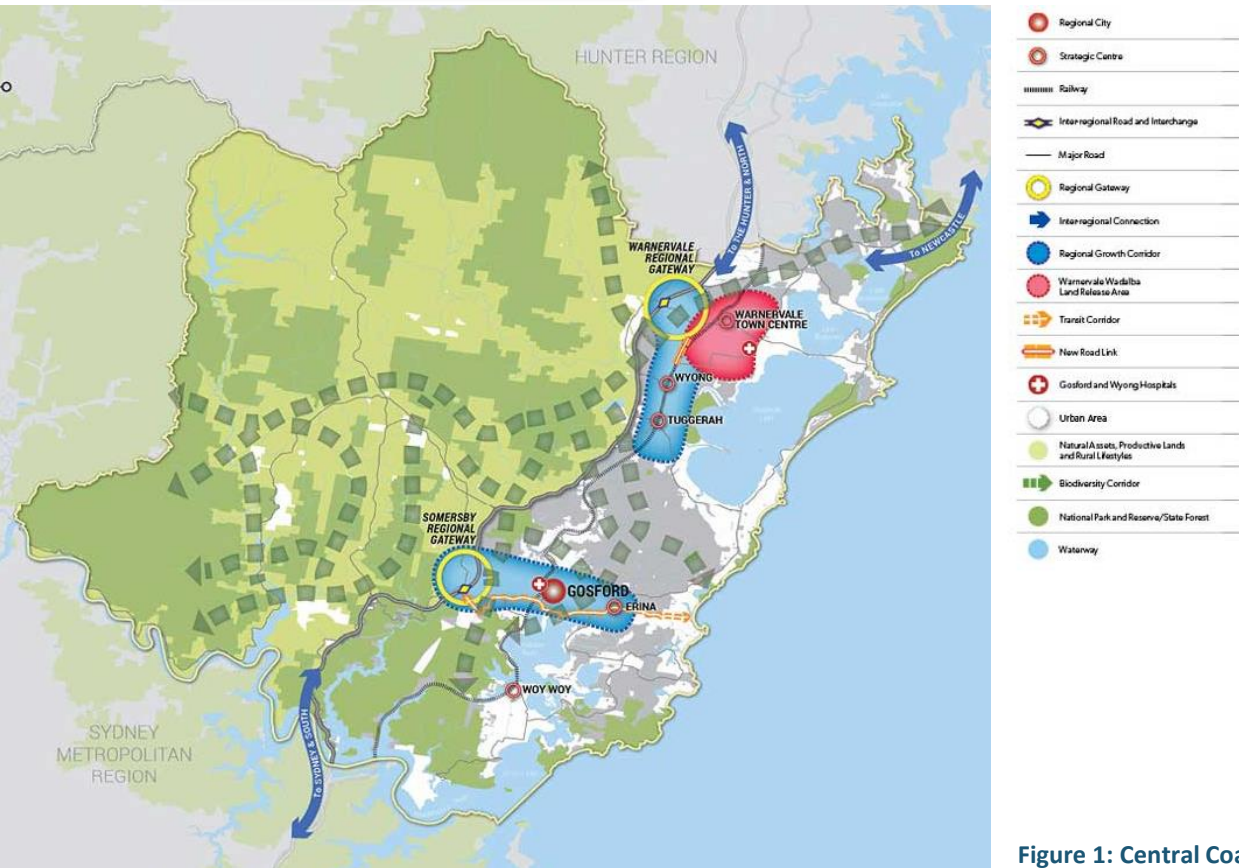 HUNTER REGION
To THE HUNTER & NORTH
To NEWCASTLE
WARNERVALE
REGIONAL
GATEWAY
WARNERVALE
TOWN CENTRE
WYONG
TUGGERAH
SOMERSBY
REGIONAL
GATEWAY
GOSFORD
ERINA
WOY WOY
To SYDNEY & SOUTH
SYDNEY
METROPOLITAN
REGION
Regional City
Strategic Centre
Railway
Interregional Road and Interchange
Major Road
Regional Gateway
Interregional Connection
Regional Growth Corridor
Warnervale Wadalba
Land Release Area
Transit Corridor
New Road Link
Gosford and Wyong Hospitals
Urban Area
Natural Assets, Productive Lands
and Rural Lifestyles
Biodiversity Corridor
National Park and Reserve/State Forest
Waterway
Figure 1: Central Coa